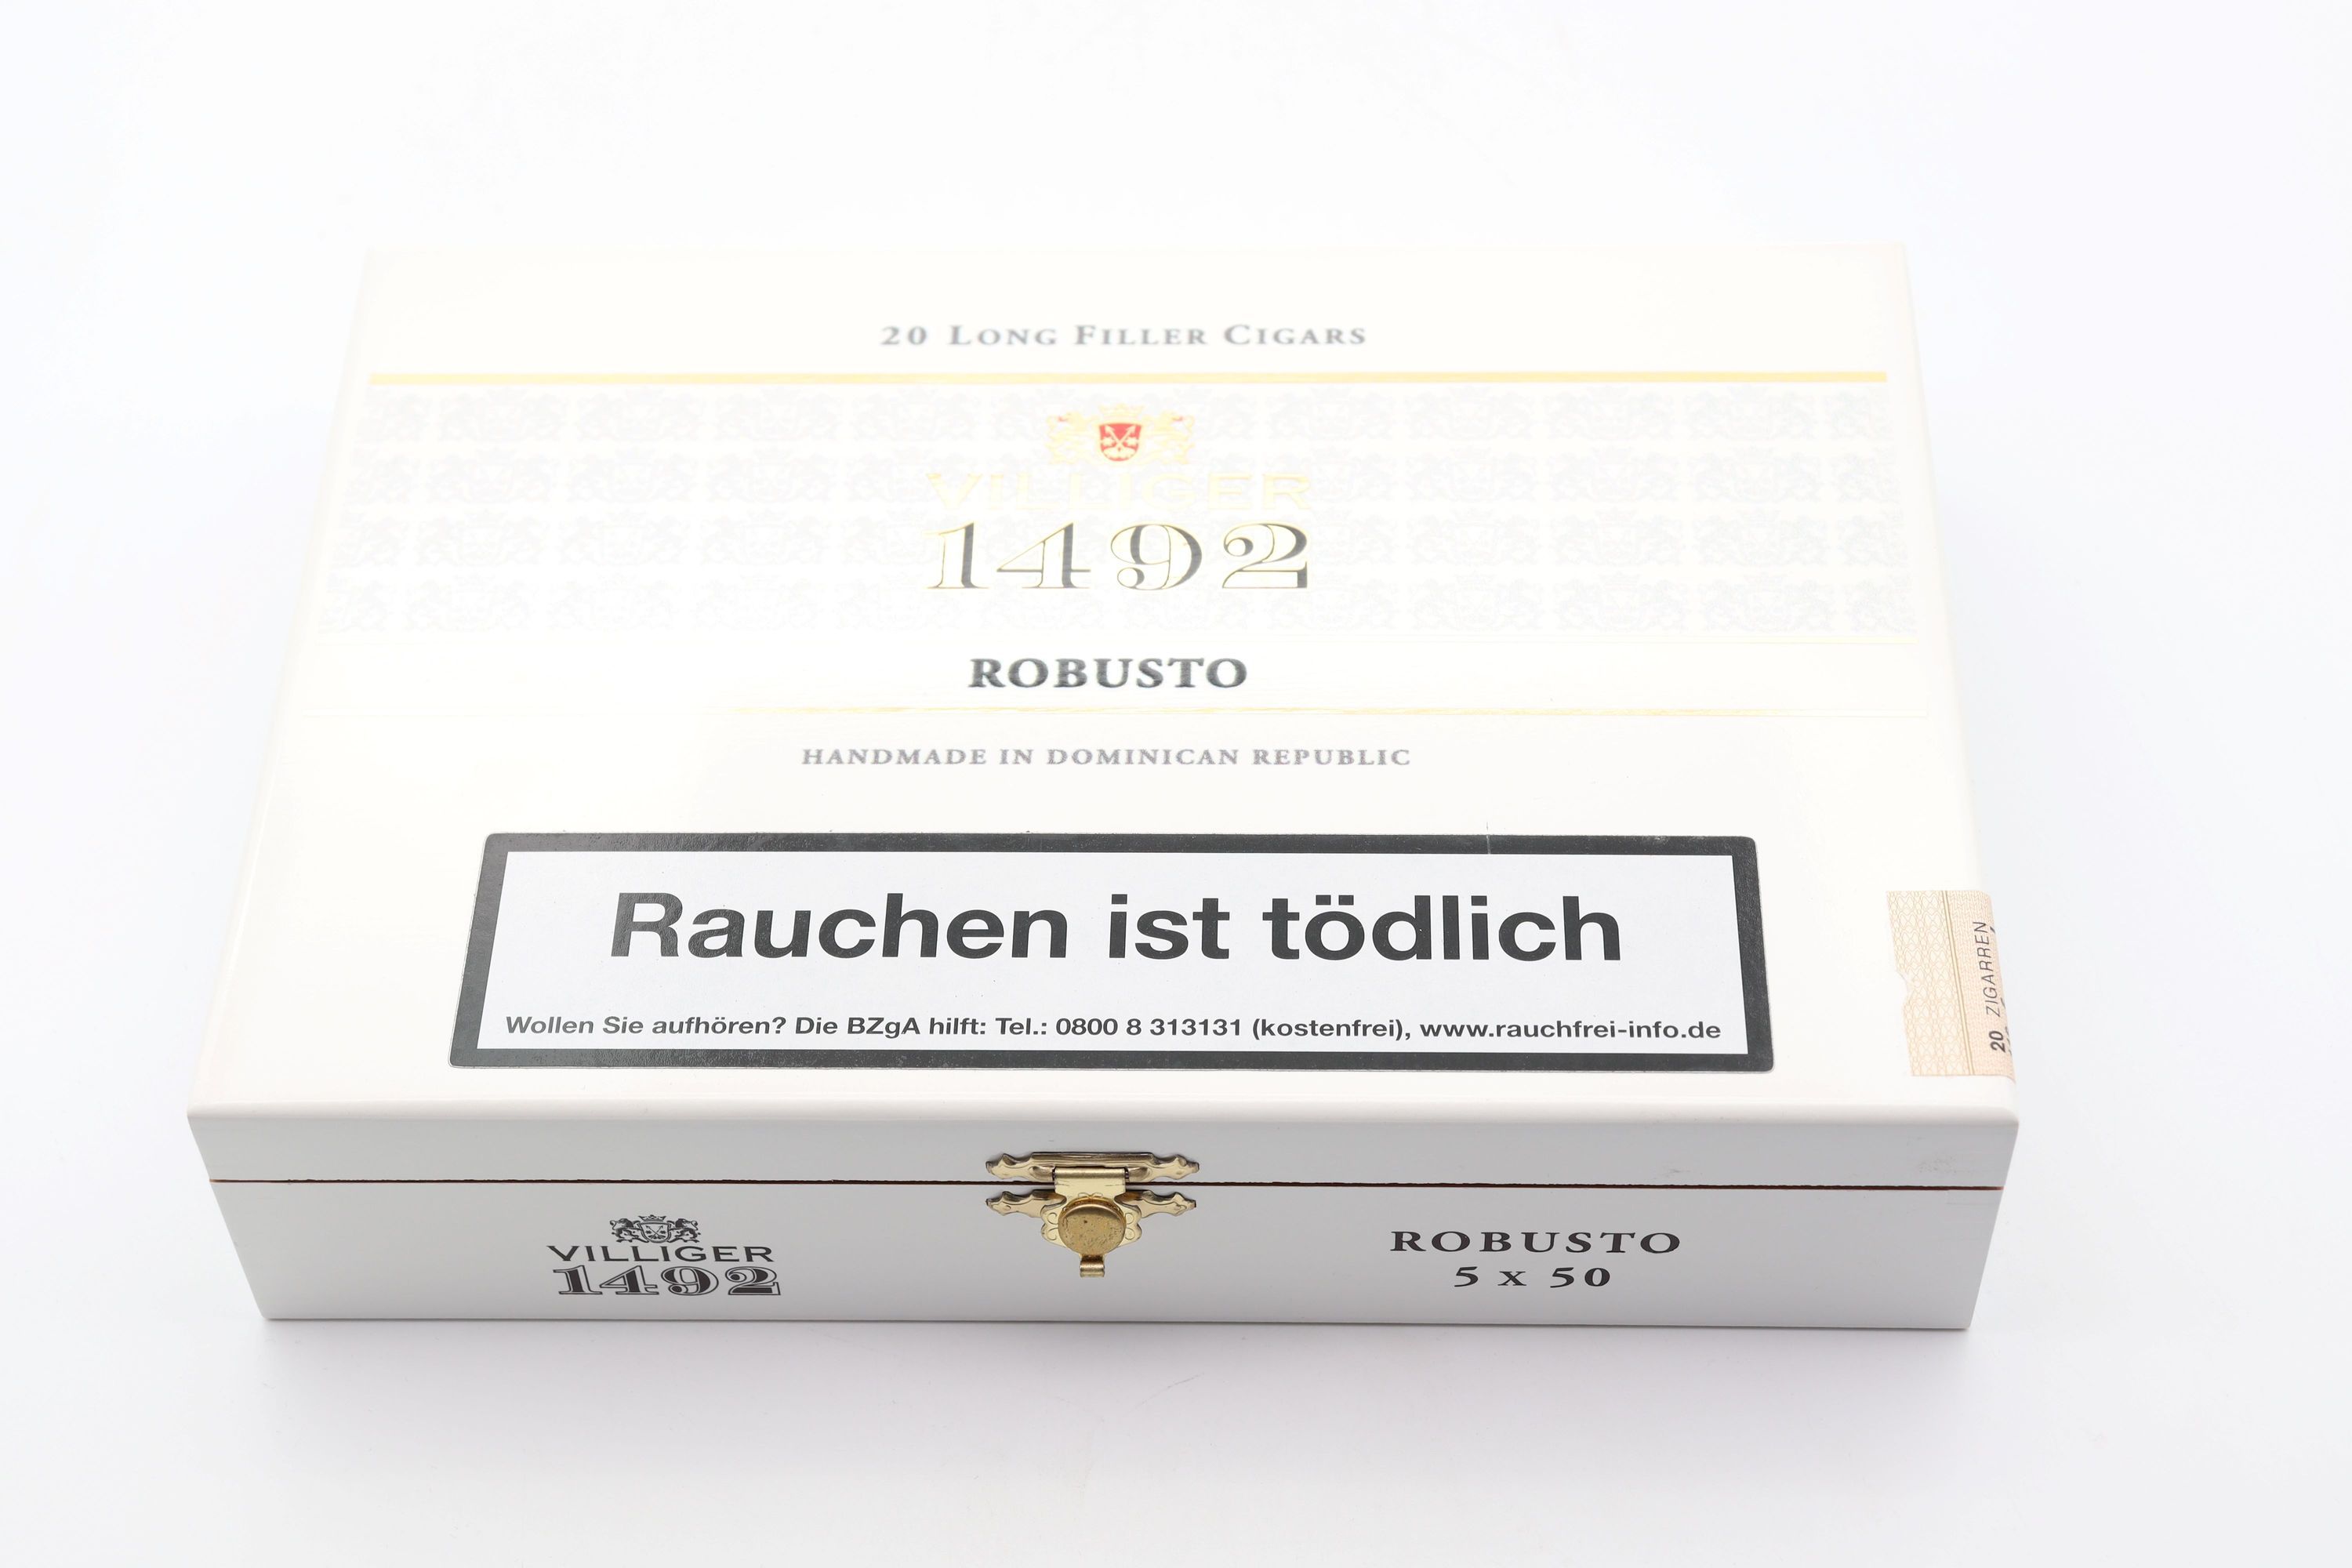 20 Long Filler Cigars
VILLIGER
1492
ROBUSTO
HANDMADE IN DOMINICAN REPUBLIC
Rauchen ist tödlich
Wollen Sie aufhören? Die BZgA hilft: Tel.: 0800 8 313131 (kostenfrei), www.rauchfrei-info.de
20 ZIGARREN
VILLIGER
1492
ROBUSTO
5 x 50